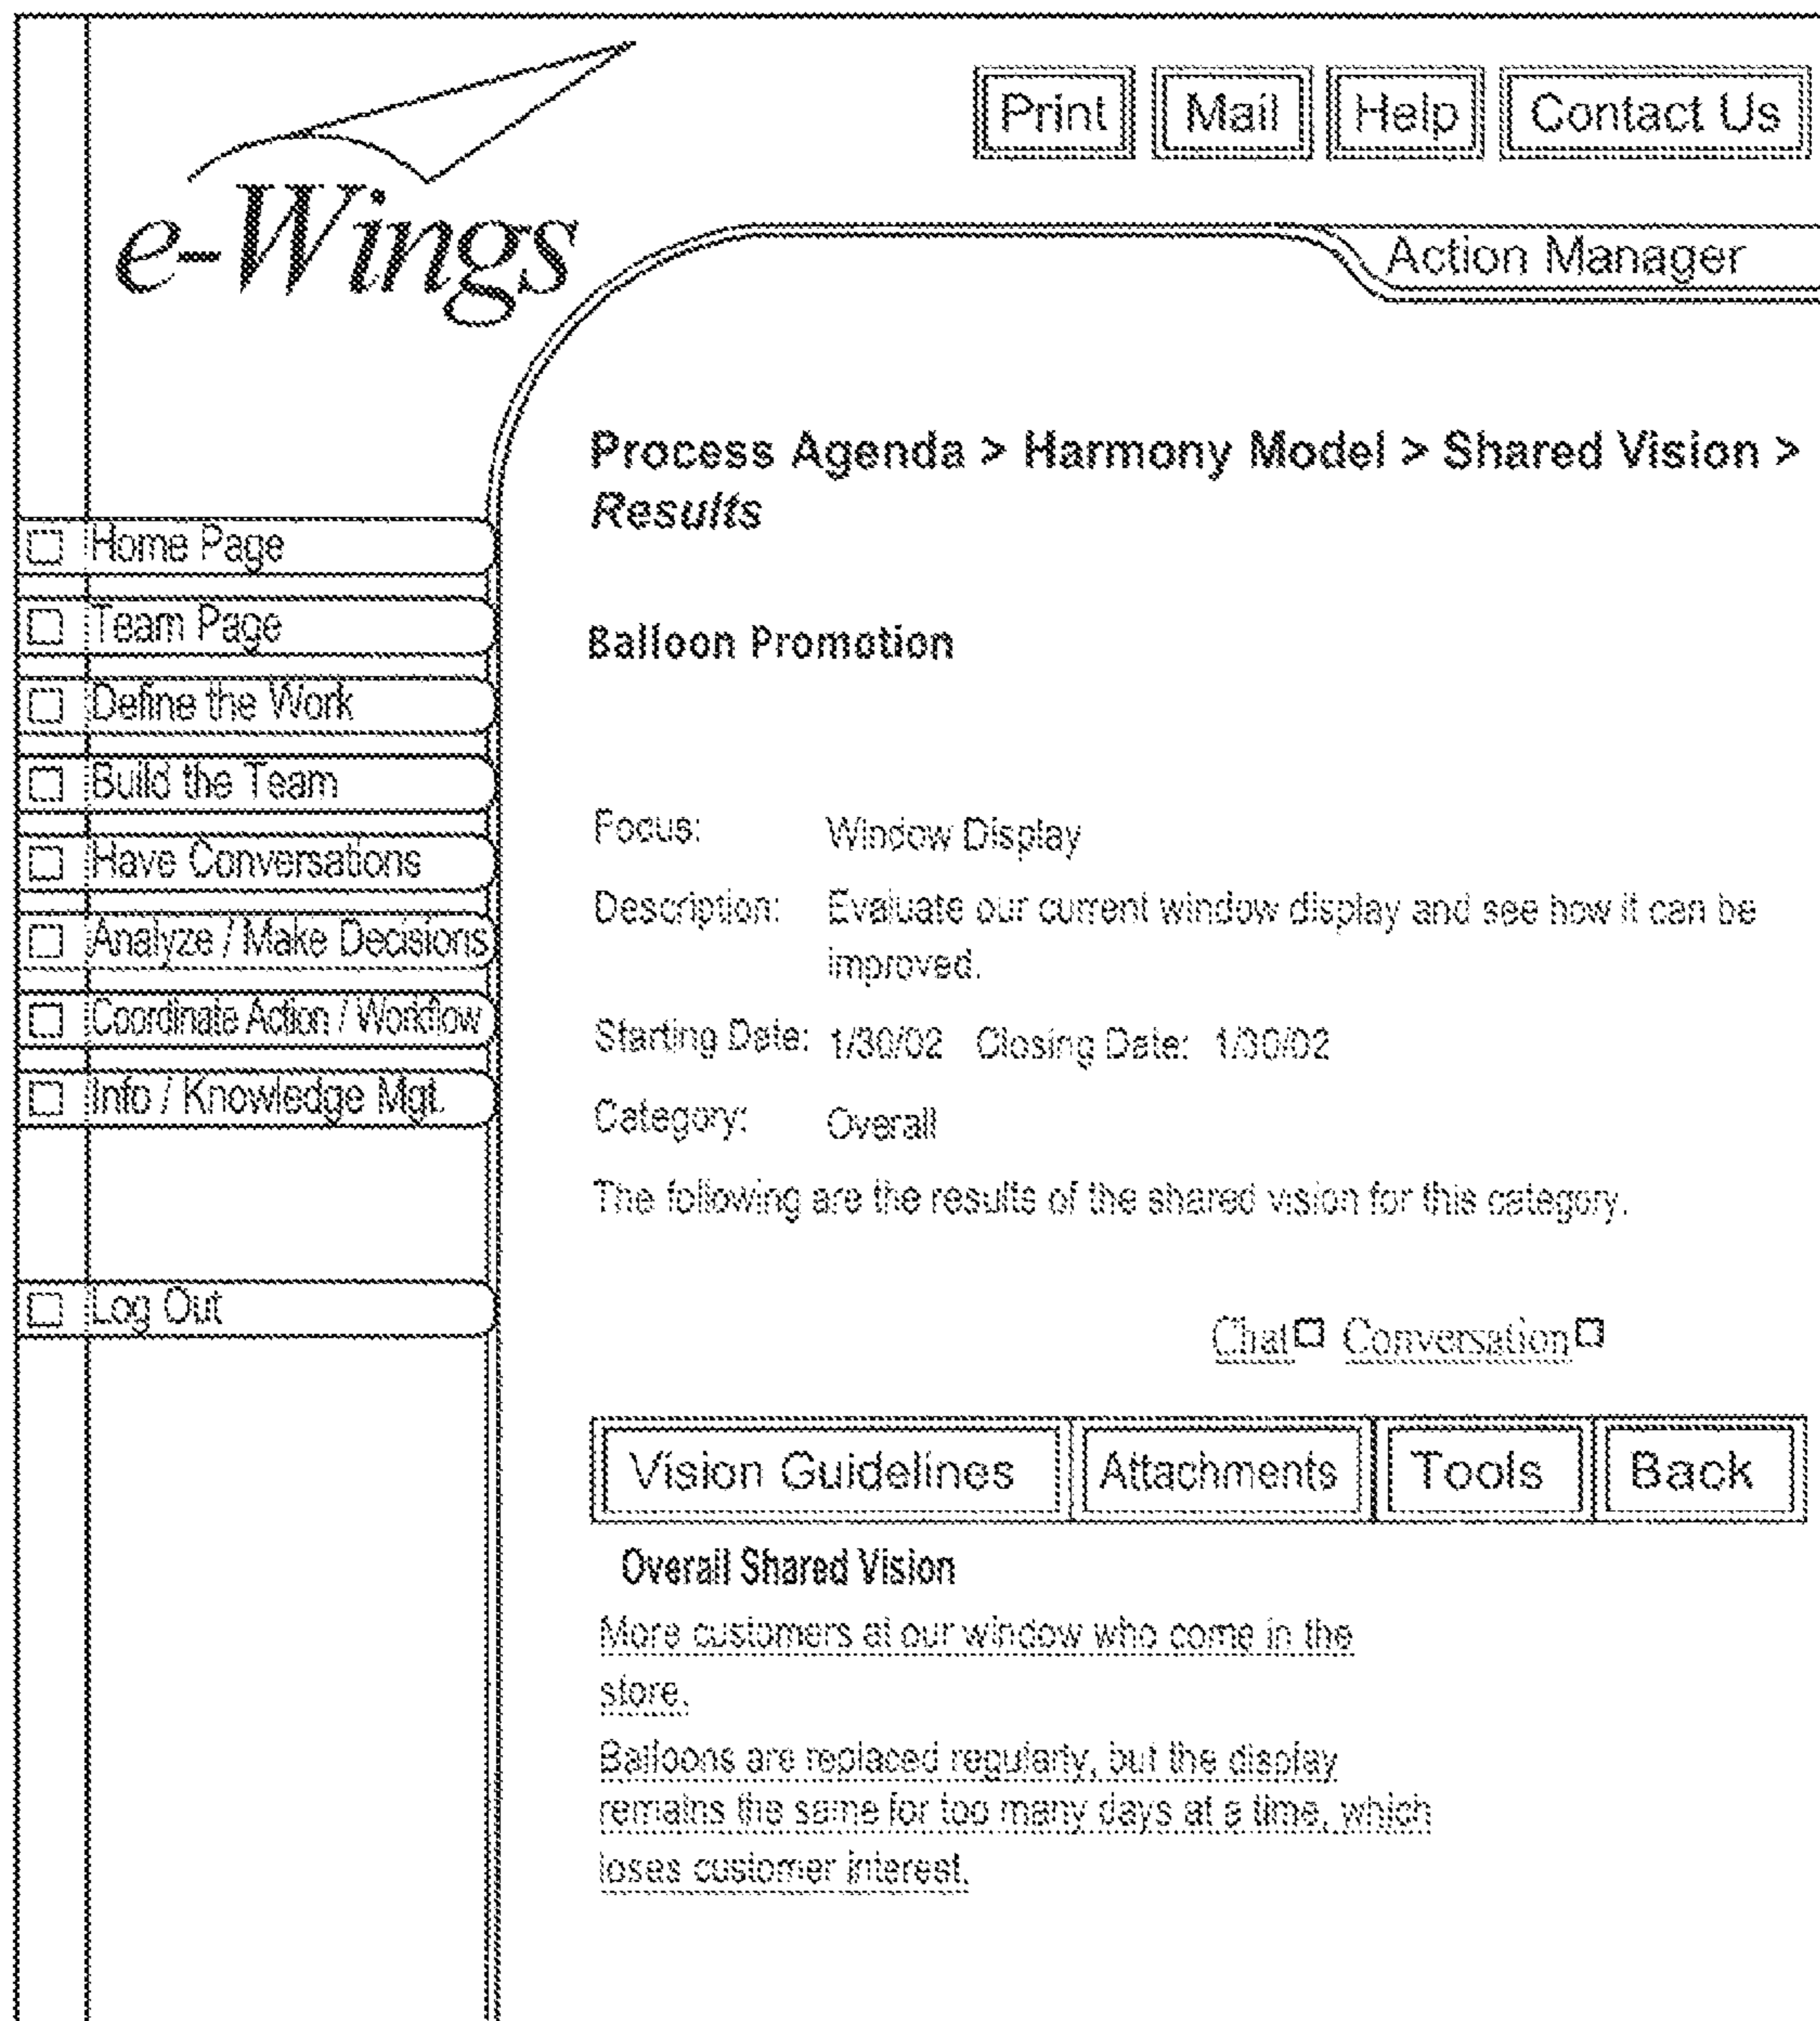 Print Mail Help Contact Us
e-Wings
Action Manager
Process Agenda > Harmony Model > Shared Vision >
Results
Home Page
Team Page
Define the Work
Build the Team
Have Conversations
Analyze / Make Decisions
Coordinate Action / Workflow
Info / Knowledge Mgt.
Log Out
Balloon Promotion
Focus: Window Display
Description: Evaluate our current window display and see how it can be
improved.
Starting Date: 1/30/02 Closing Date: 1/30/02
Category: Overall
The following are the results of the shared vision for this category.
Chat Conversation
Vision Guidelines Attachments Tools Back
Overall Shared Vision
More customers at our window who come in the
store.
Balloons are replaced regularly, but the display
remains the same for too many days at a time, which
loses customer interest.